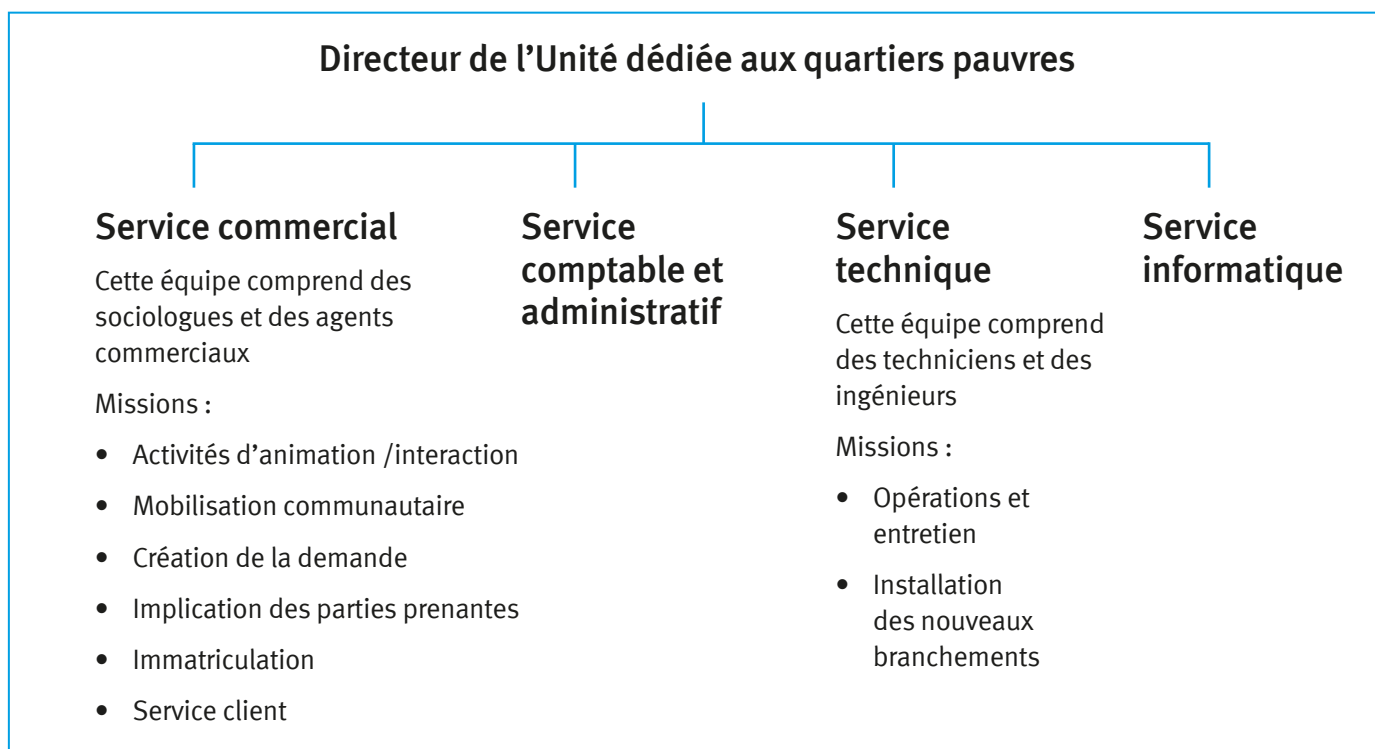 Directeur de l’Unité dédiée aux quartiers pauvres
Service commercial
Cette équipe comprend des
sociologues et des agents
commerciaux
Missions :
• Activités d’animation /interaction
• Mobilisation communautaire
• Création de la demande
• Implication des parties prenantes
• Immatriculation
• Service client
Service
comptable et
administratif
Service
technique
Cette équipe comprend
des techniciens et des
ingénieurs
Missions :
• Opérations et
entretien
• Installation
des nouveaux
branchements
Service
informatique